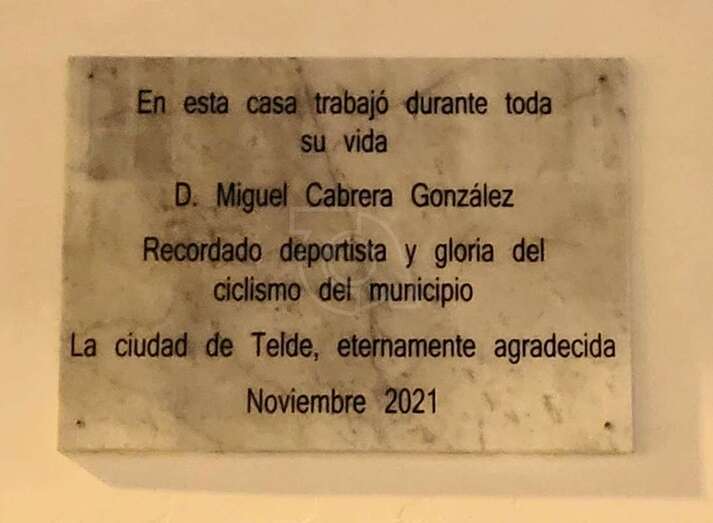 En esta casa trabajó durante toda
su vida
D. Miguel Cabrera González
Recordado deportista y gloria del
ciclismo del municipio
La ciudad de Telde, eternamente agradecida
Noviembre 2021